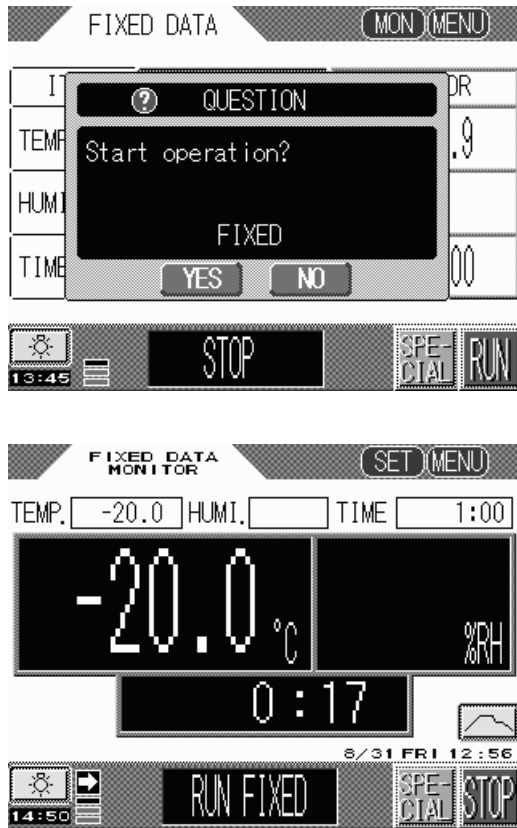 FIXED DATA MON MENU
QUESTION
Start operation?
FIXED
YES NO
TEMP .9
HUMI
TIME 00
13:45 STOP SPE-CIAL RUN
FIXED DATA MONITOR SET MENU
TEMP. -20.0 HUMI. TIME 1:00
-20.0 °C %RH
0:17
8/31 FRI 12:56
14:50 RUN FIXED SPE-CIAL STOP